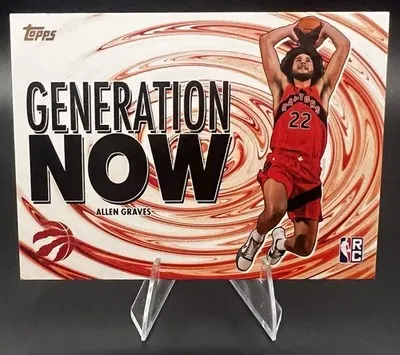 Topps
GENERATION
NOW
ALLEN GRAVES
RAPTORS
22
RC